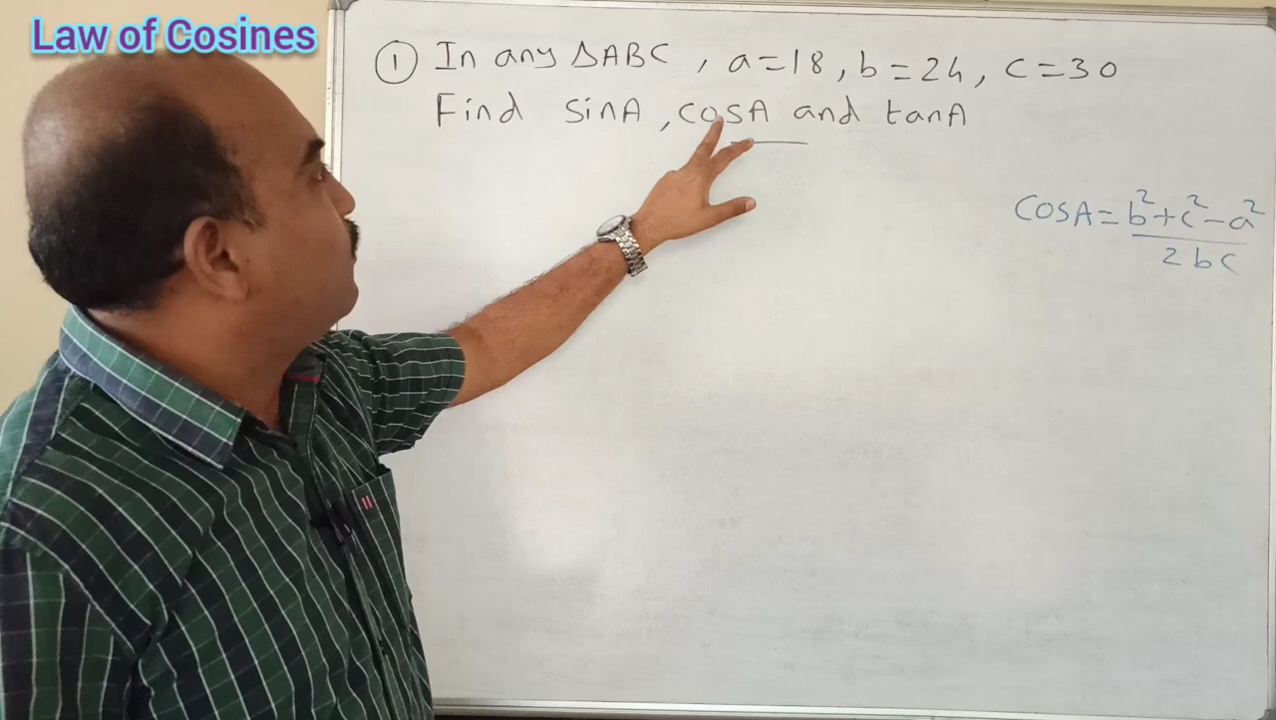 Law of Cosines
① In any ΔABC, a=18, b=24, c=30
Find sinA, cosA and tanA
cosA = b²+c²-a²
2bc